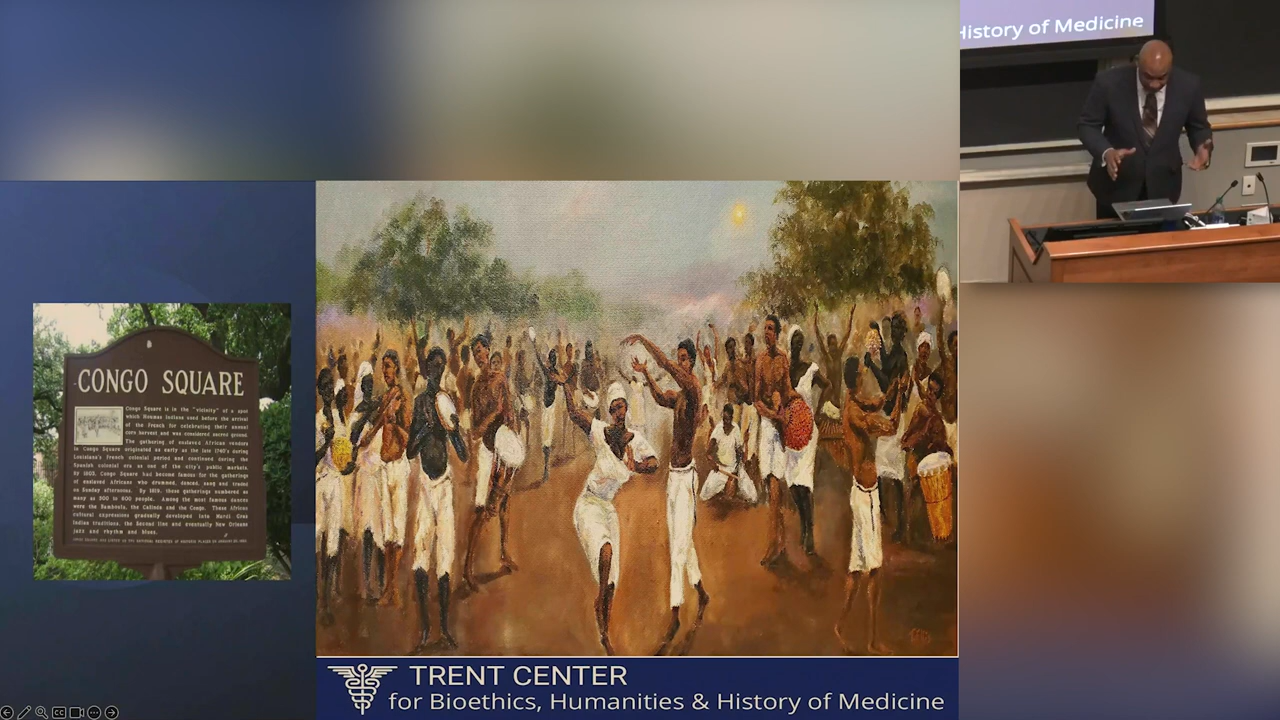 History of Medicine
CONGO SQUARE
Congo Square is in the "vicinity" of a spot
which Houmas Indians used before the arrival
of the French for celebrating their annual
corn harvest and was considered sacred ground.
The gathering of enslaved African vendors
in Congo Square originated as early as the late 1740's during
Louisiana's French colonial period and continued during the
Spanish colonial era as one of the city's public markets.
By 1803, Congo Square had become famous for the gatherings
of enslaved Africans who drummed, danced, sang and traded
on Sunday afternoons. By 1819, these gatherings numbered as
many as 500 to 600 people. Among the most famous dances
were the Bamboula, the Calinda and the Congo. These African
cultural expressions gradually developed into Mardi Gras
Indian traditions, the Second line and eventually New Orleans
jazz and rhythm and blues.
TRENT CENTER
for Bioethics, Humanities & History of Medicine
CC